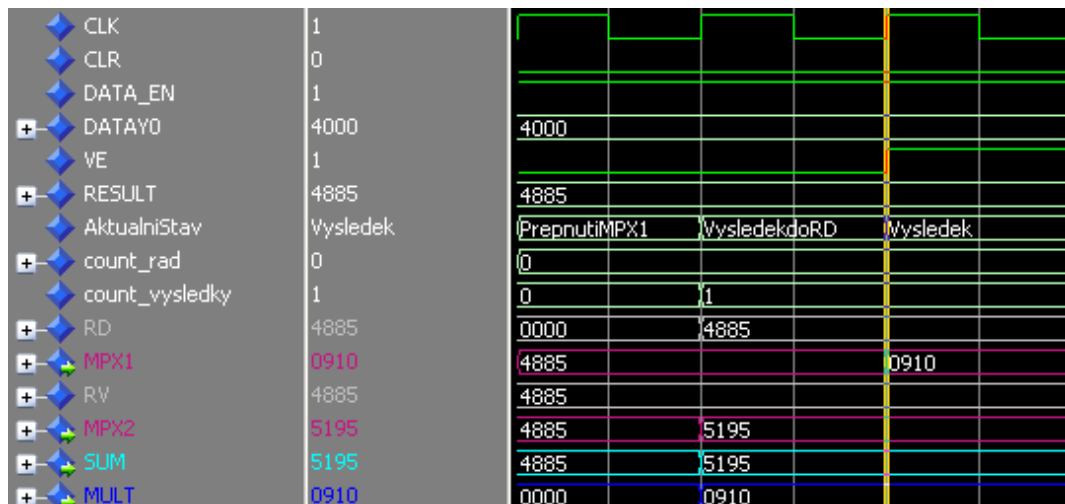 CLK 1
CLR 0
DATA_EN 1
DATAY0 4000 4000
VE 1
RESULT 4885 4885
AktualniStav Vysledek PrepnutiMPX1 VysledekdoRD Vysledek
count_rad 0 0
count_vysledky 1 0 1
RD 4885 0000 4885
MPX1 0910 4885 0910
RV 4885 4885
MPX2 5195 4885 5195
SUM 5195 4885 5195
MULT 0910 0000 0910